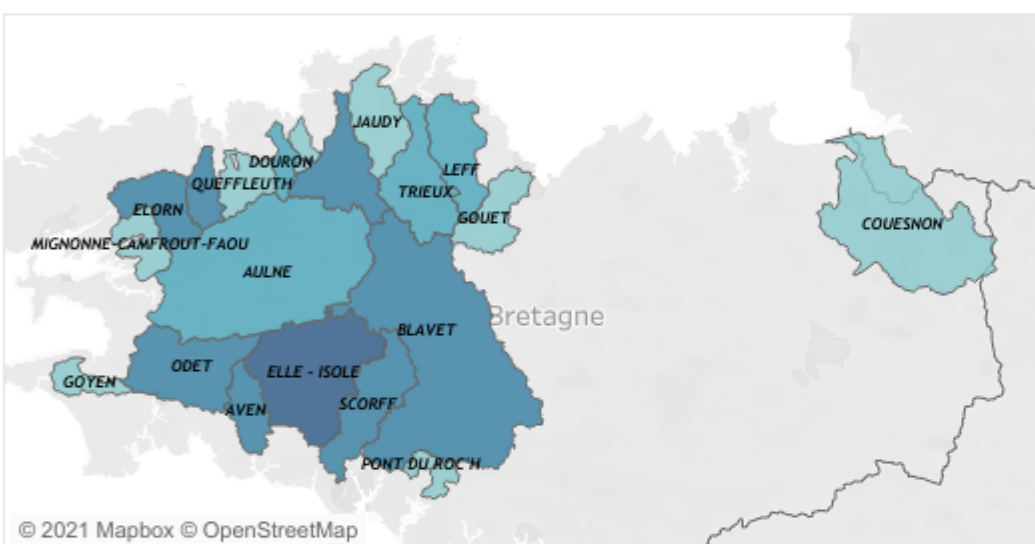 JAUDY
DOURON
QUEFFLEUTH
LEFF
TRIEUX
ELORN
GOUET
COUESNON
MIGNONNE-CAMFROUT-FAOU
AULNE
Bretagne
BLAVET
ODET
ELLE - ISOLE
GOYEN
SCORFF
AVEN
PONT DU ROC'H
© 2021 Mapbox © OpenStreetMap